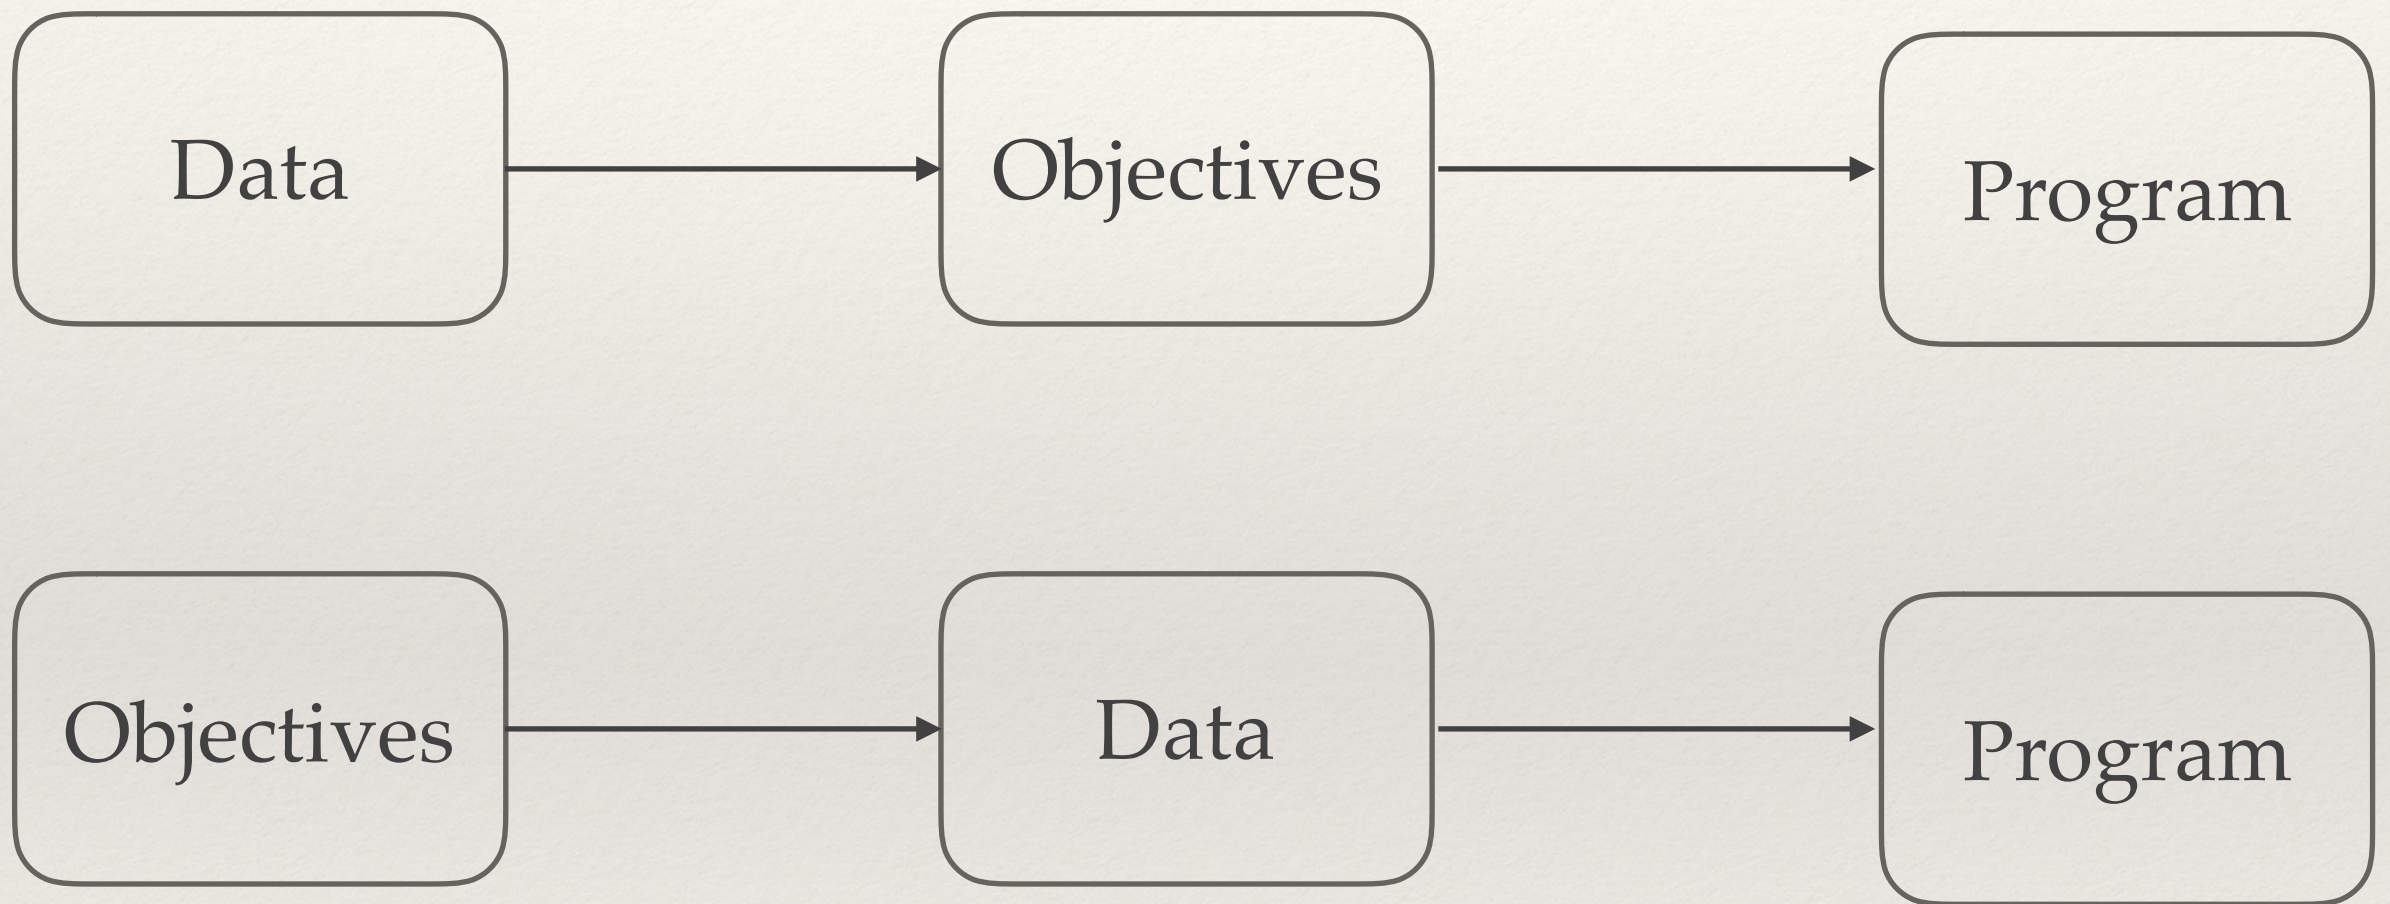 Data
Objectives
Program
Objectives
Data
Program